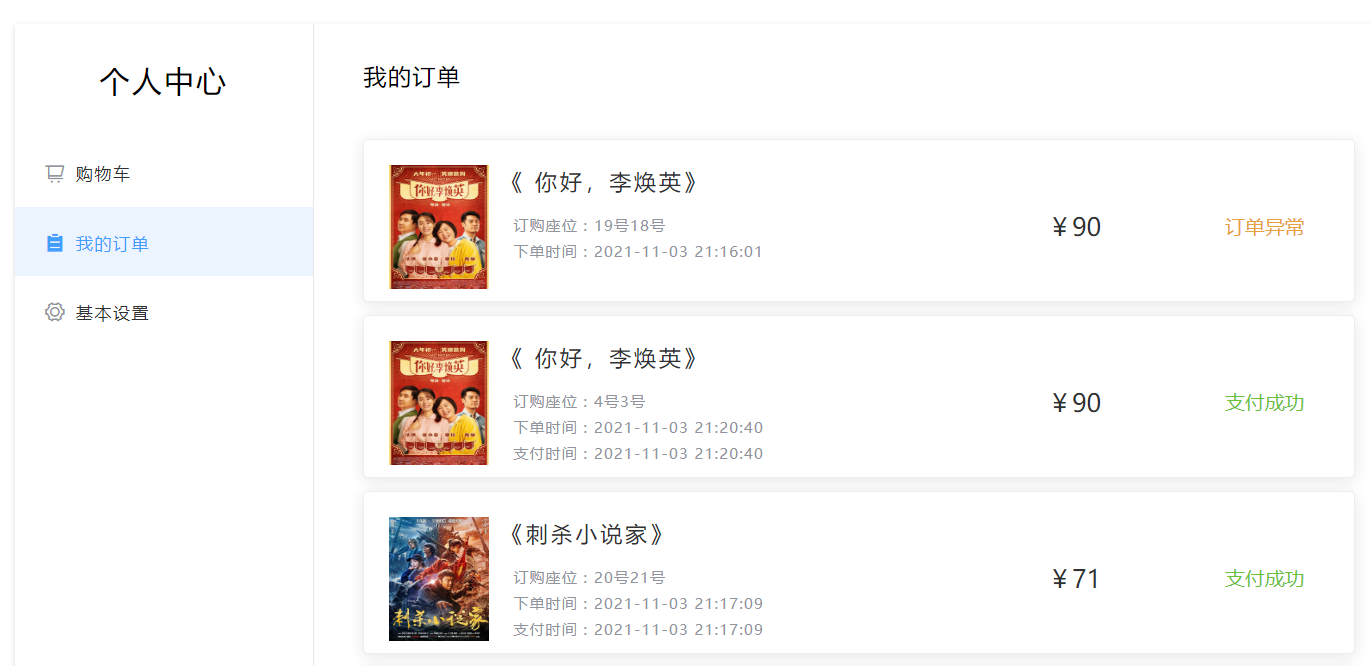 个人中心
购物车
我的订单
基本设置
我的订单
你好李焕英
《 你好，李焕英》
订购座位：19号18号
下单时间：2021-11-03 21:16:01
¥ 90
订单异常
你好李焕英
《 你好，李焕英》
订购座位：4号3号
下单时间：2021-11-03 21:20:40
支付时间：2021-11-03 21:20:40
¥ 90
支付成功
刺杀小说家
《刺杀小说家》
订购座位：20号21号
下单时间：2021-11-03 21:17:09
支付时间：2021-11-03 21:17:09
¥ 71
支付成功